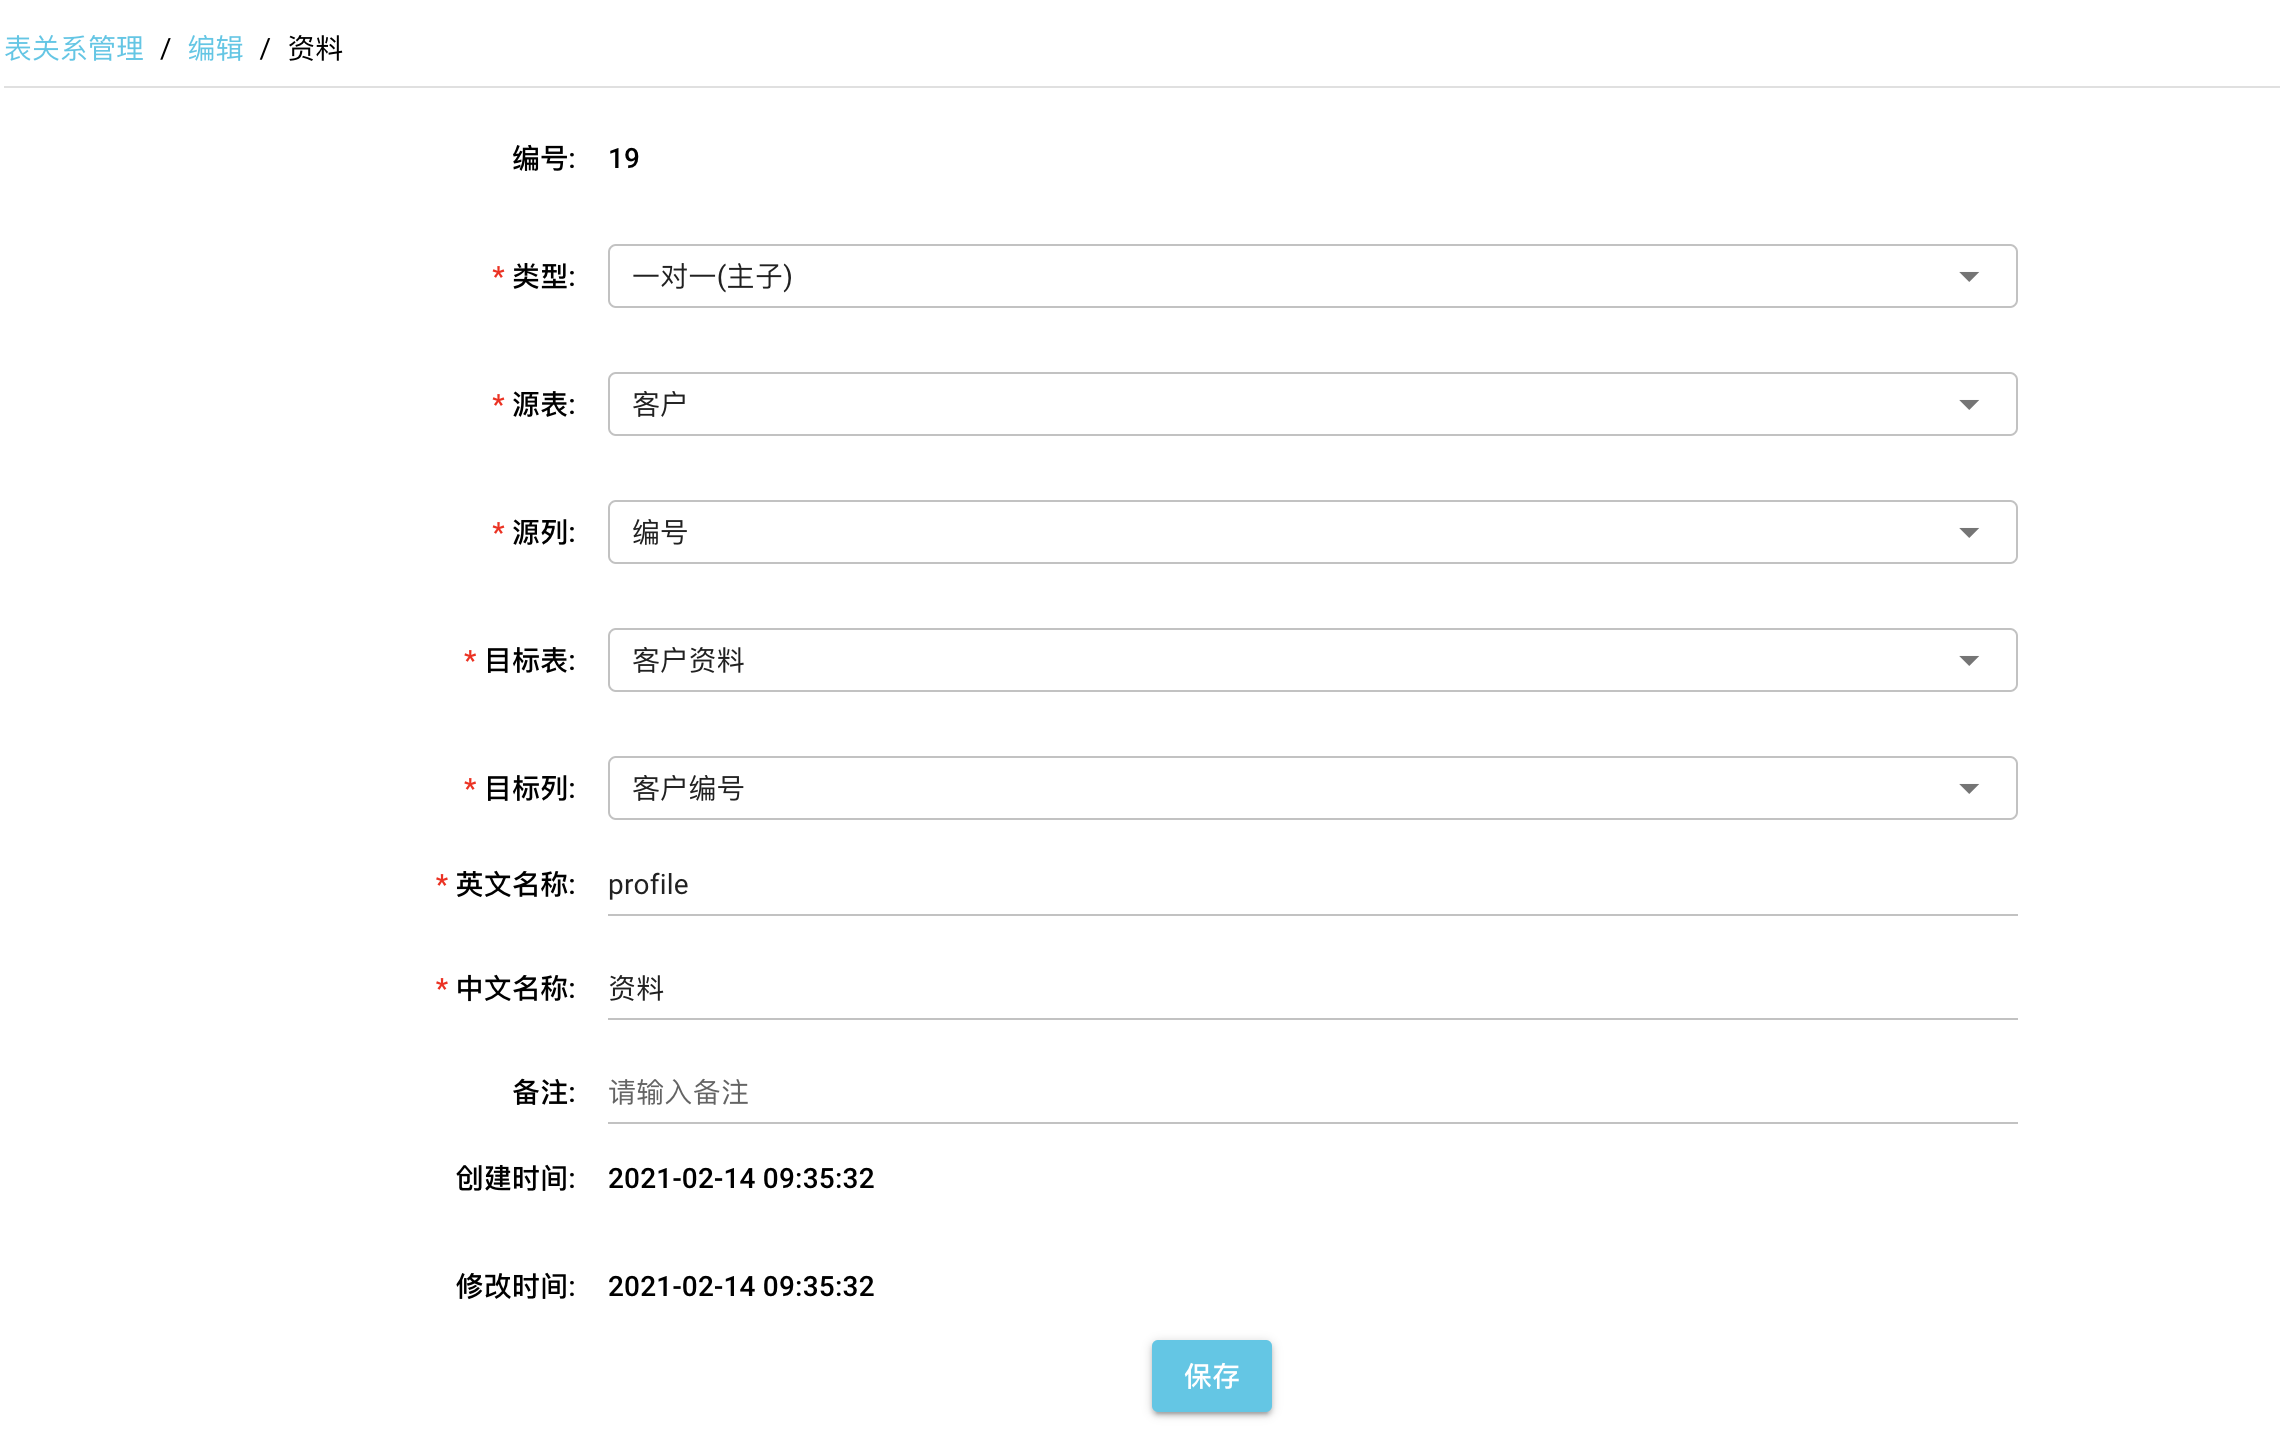 表关系管理 / 编辑 / 资料
编号: 19
* 类型: 一对一(主子)
* 源表: 客户
* 源列: 编号
* 目标表: 客户资料
* 目标列: 客户编号
* 英文名称: profile
* 中文名称: 资料
备注: 请输入备注
创建时间: 2021-02-14 09:35:32
修改时间: 2021-02-14 09:35:32
保存